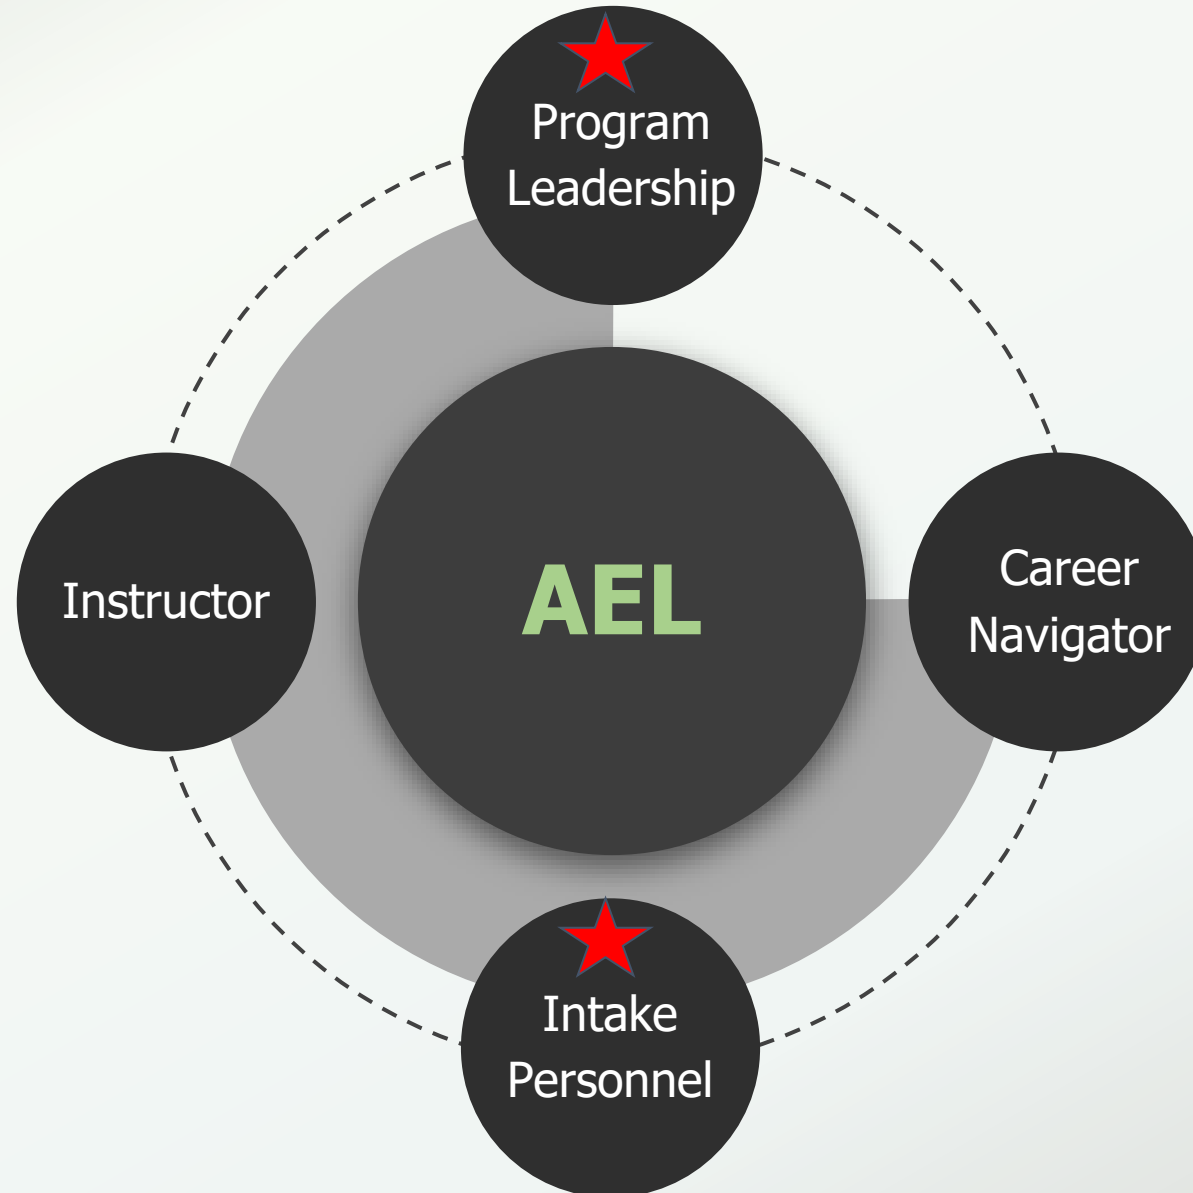 Program
Leadership
Instructor
AEL
Career
Navigator
Intake
Personnel